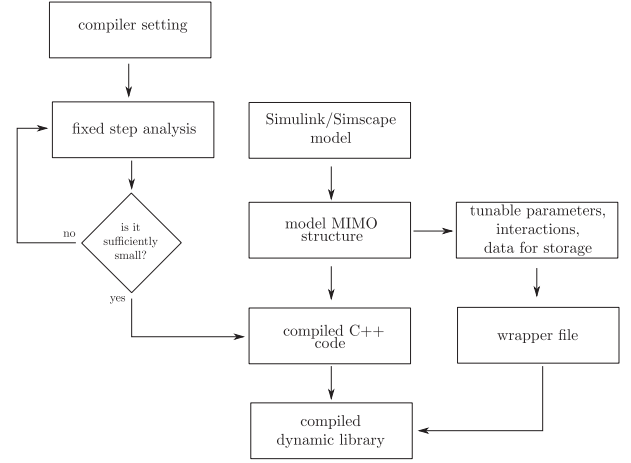 compiler setting
fixed step analysis
is it
sufficiently
small?
no
yes
Simulink/Simscape
model
model MIMO
structure
tunable parameters,
interactions,
data for storage
compiled C++
code
wrapper file
compiled
dynamic library